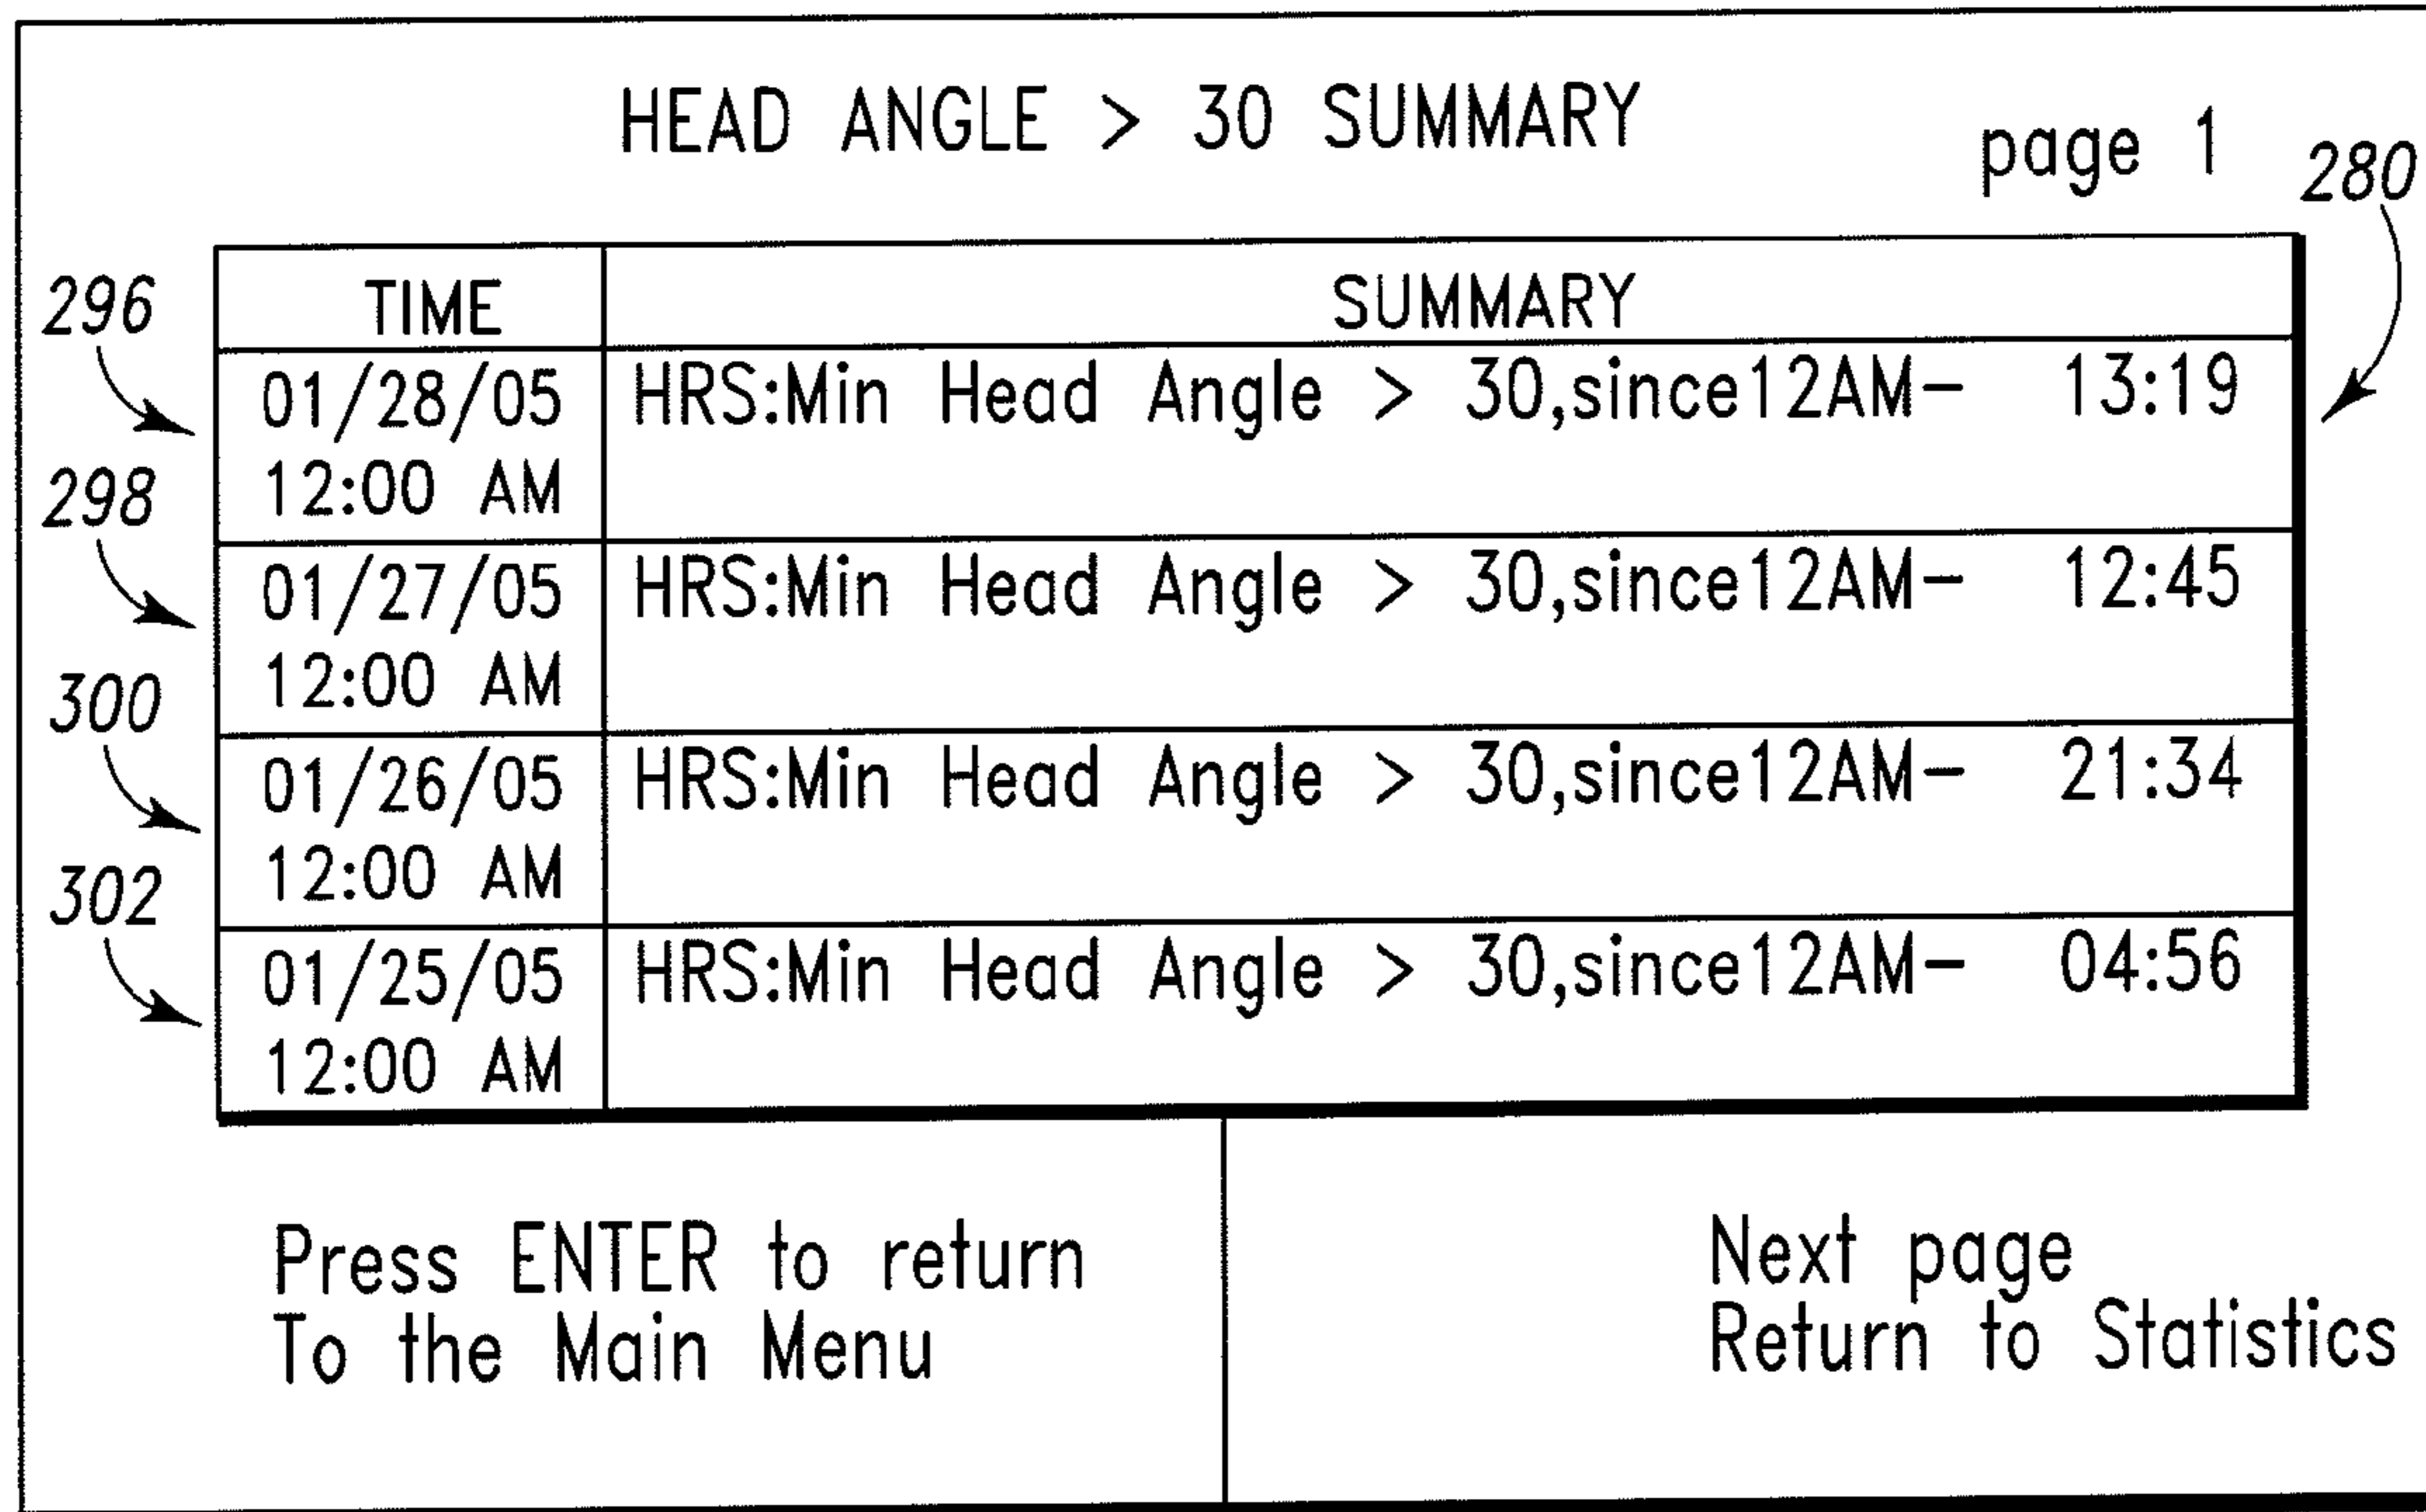 HEAD ANGLE > 30 SUMMARY
page 1
280
TIME SUMMARY
296
01/28/05 HRS:Min Head Angle > 30,since12AM- 13:19
12:00 AM
298
01/27/05 HRS:Min Head Angle > 30,since12AM- 12:45
12:00 AM
300
01/26/05 HRS:Min Head Angle > 30,since12AM- 21:34
12:00 AM
302
01/25/05 HRS:Min Head Angle > 30,since12AM- 04:56
12:00 AM
Press ENTER to return
To the Main Menu
Next page
Return to Statistics